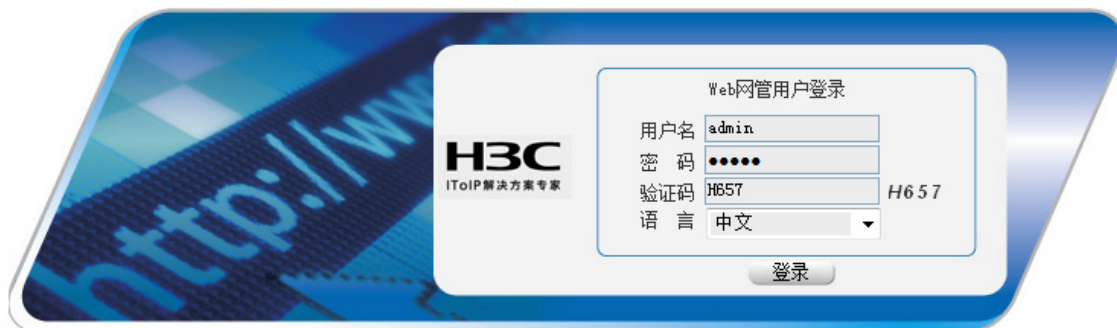 http://www
H3C
IToIP解决方案专家
Web网管用户登录
用户名 admin
密 码 •••••
验证码 H657 H657
语 言 中文
登录